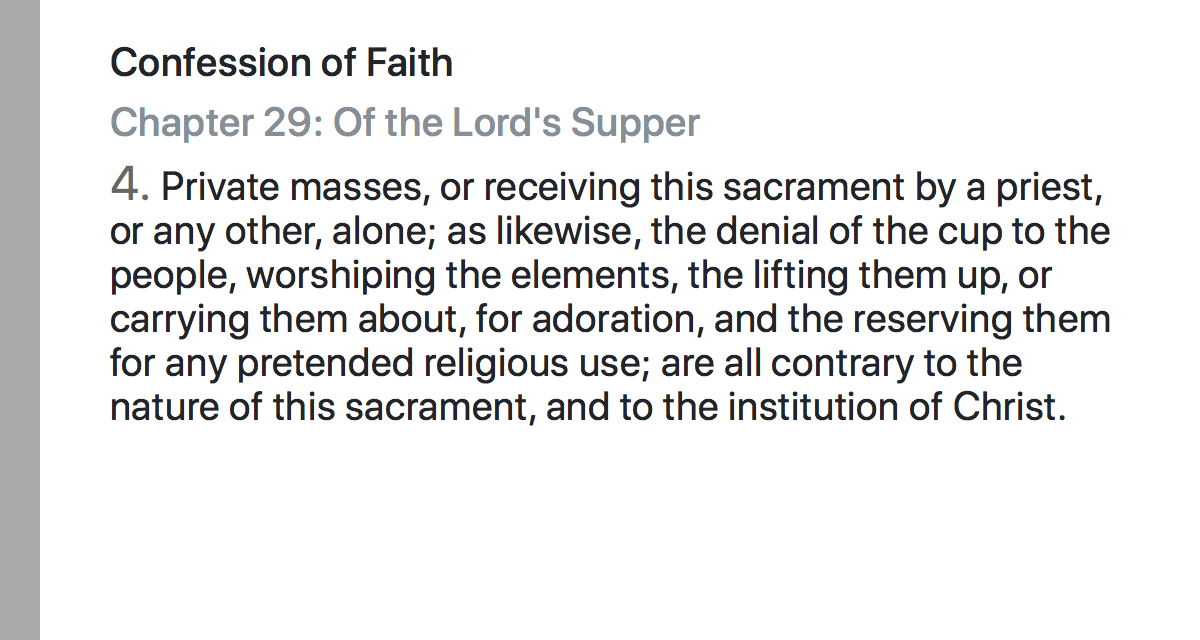 Confession of Faith
Chapter 29: Of the Lord's Supper
4. Private masses, or receiving this sacrament by a priest,
or any other, alone; as likewise, the denial of the cup to the
people, worshiping the elements, the lifting them up, or
carrying them about, for adoration, and the reserving them
for any pretended religious use; are all contrary to the
nature of this sacrament, and to the institution of Christ.